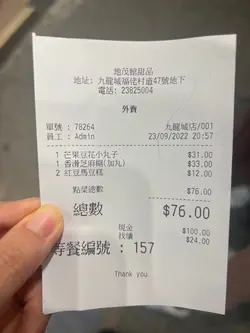 地茂館甜品
地址: 九龍城福佬村道47號地下
電話: 23825004
外賣
單號 : 78264 九龍城店/001
員工 : Admin 23/09/2022 20:57
1 芒果豆花小丸子 $31.00
1 香滑芝麻糊(加丸) $33.00
2 紅豆馬豆糕 $12.00
點菜總數 $76.00
總數 $76.00
現金 $100.00
找續 $24.00
等餐編號 : 157
Thank you